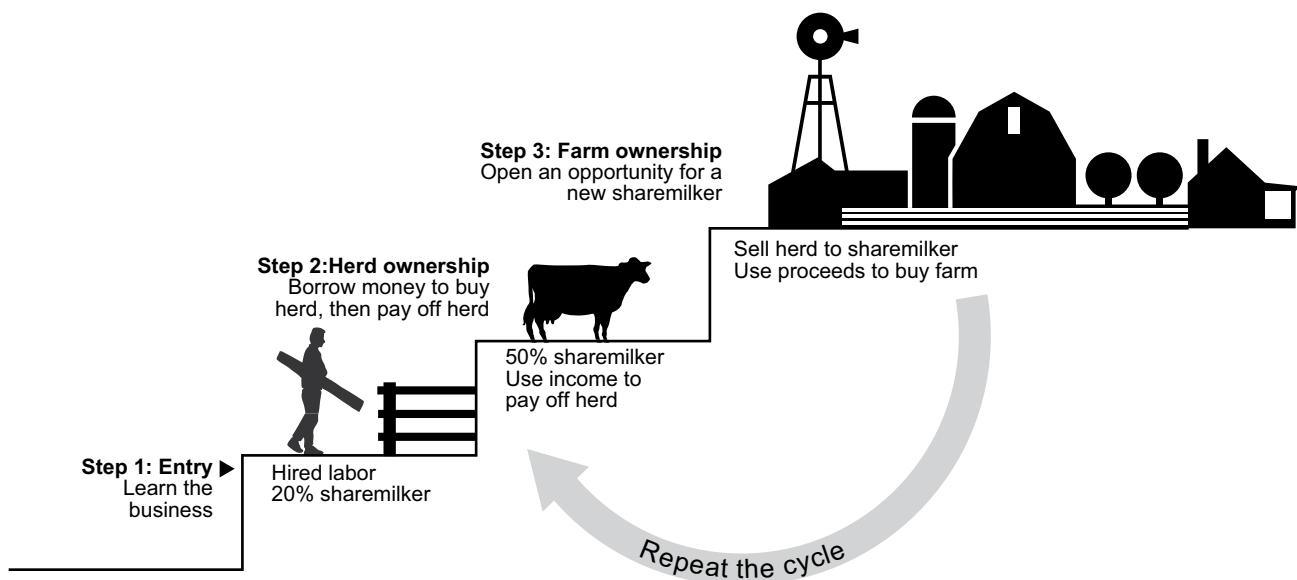 Step 3: Farm ownership
Open an opportunity for a
new sharemilker
Sell herd to sharemilker
Use proceeds to buy farm
Step 2:Herd ownership
Borrow money to buy
herd, then pay off herd
50% sharemilker
Use income to
pay off herd
Step 1: Entry
Learn the
business
Hired labor
20% sharemilker
Repeat the cycle